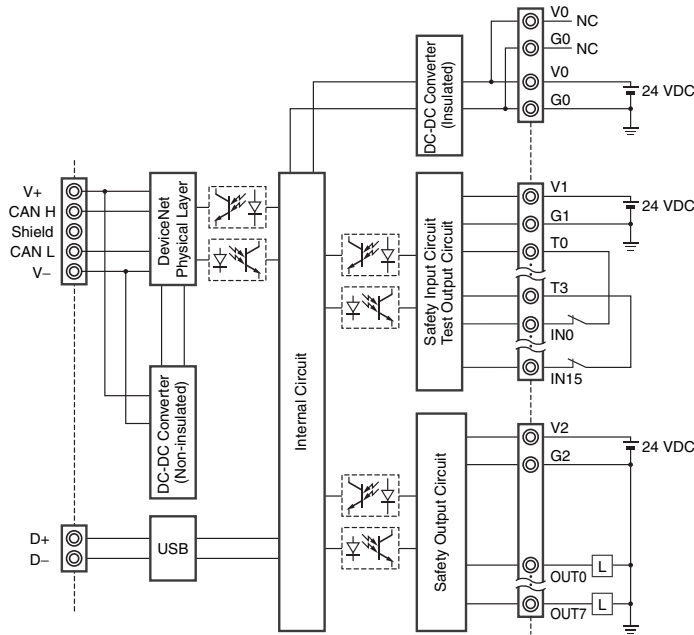 V0
NC
G0
NC
V0
24 VDC
G0
DC-DC Converter
(Insulated)
V+
CAN H
Shield
CAN L
V–
DeviceNet
Physical Layer
DC-DC Converter
(Non-insulated)
D+
D–
USB
Internal Circuit
Safety Input Circuit
Test Output Circuit
V1
24 VDC
G1
T0
T3
IN0
IN15
Safety Output Circuit
V2
24 VDC
G2
OUT0
L
OUT7
L